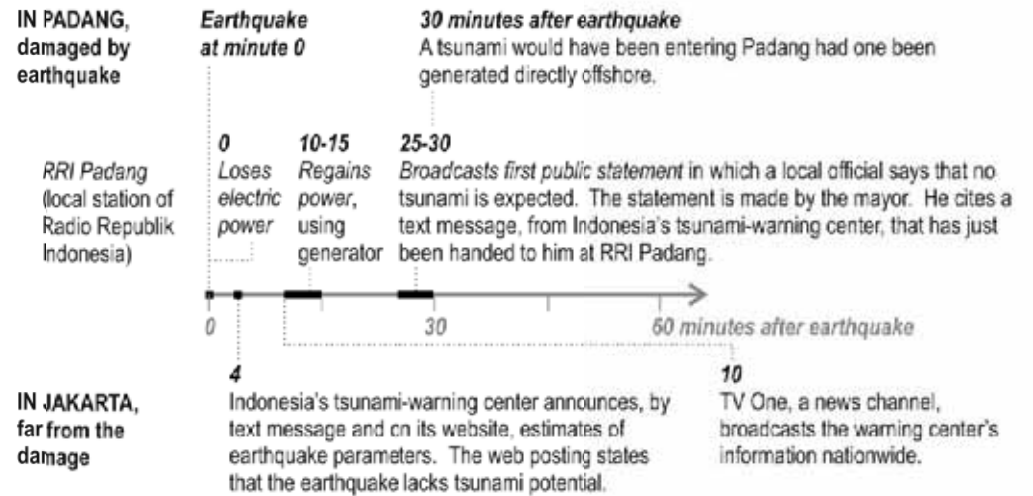 IN PADANG,
damaged by
earthquake
Earthquake
at minute 0
30 minutes after earthquake
A tsunami would have been entering Padang had one been
generated directly offshore.
RRI Padang
(local station of
Radio Republik
Indonesia)
0
Loses
electric
power
10-15
Regains
power,
using
generator
25-30
Broadcasts first public statement in which a local official says that no
tsunami is expected. The statement is made by the mayor. He cites a
text message, from Indonesia's tsunami-warning center, that has just
been handed to him at RRI Padang.
0 30 60 minutes after earthquake
IN JAKARTA,
far from the
damage
4
Indonesia's tsunami-warning center announces, by
text message and on its website, estimates of
earthquake parameters. The web posting states
that the earthquake lacks tsunami potential.
10
TV One, a news channel,
broadcasts the warning center's
information nationwide.